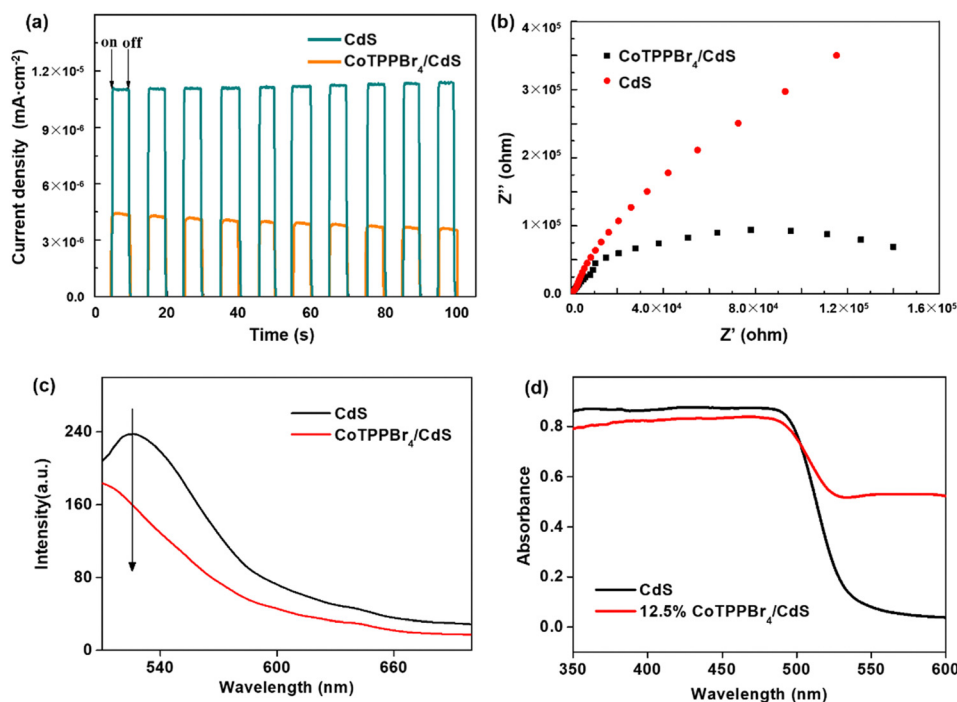 (a)
on off
CdS
CoTPPBr₄/CdS
Current density (mA·cm⁻²)
1.2×10⁻⁵
9×10⁻⁶
6×10⁻⁶
3×10⁻⁶
0.0
0 20 40 60 80 100
Time (s)
(b)
CoTPPBr₄/CdS
CdS
Z'' (ohm)
4×10⁵
3×10⁵
2×10⁵
1×10⁵
0.0
0.0 4.0×10⁴ 8.0×10⁴ 1.2×10⁵ 1.6×10⁵
Z' (ohm)
(c)
CdS
CoTPPBr₄/CdS
Intensity(a.u.)
240
160
80
0
540 600 660
Wavelength (nm)
(d)
Absorbance
0.8
0.6
0.4
0.2
0.0
CdS
12.5% CoTPPBr₄/CdS
350 400 450 500 550 600
Wavelength (nm)